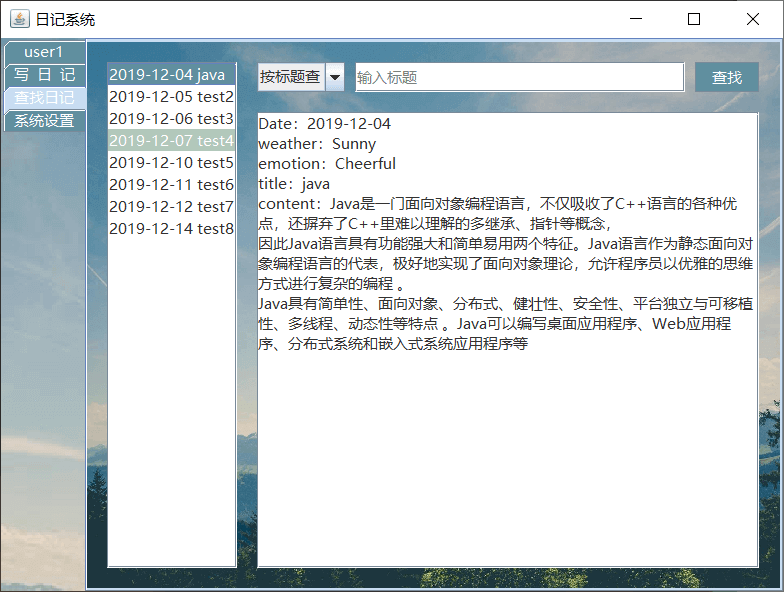 日记系统
user1
写 日 记
查找日记
系统设置
2019-12-04 java
2019-12-05 test2
2019-12-06 test3
2019-12-07 test4
2019-12-10 test5
2019-12-11 test6
2019-12-12 test7
2019-12-14 test8
按标题查
输入标题
查找
Date：2019-12-04
weather：Sunny
emotion：Cheerful
title：java
content：Java是一门面向对象编程语言，不仅吸收了C++语言的各种优
点，还摒弃了C++里难以理解的多继承、指针等概念，
因此Java语言具有功能强大和简单易用两个特征。Java语言作为静态面向对
象编程语言的代表，极好地实现了面向对象理论，允许程序员以优雅的思维
方式进行复杂的编程 。
Java具有简单性、面向对象、分布式、健壮性、安全性、平台独立与可移植
性、多线程、动态性等特点 。Java可以编写桌面应用程序、Web应用程
序、分布式系统和嵌入式系统应用程序等